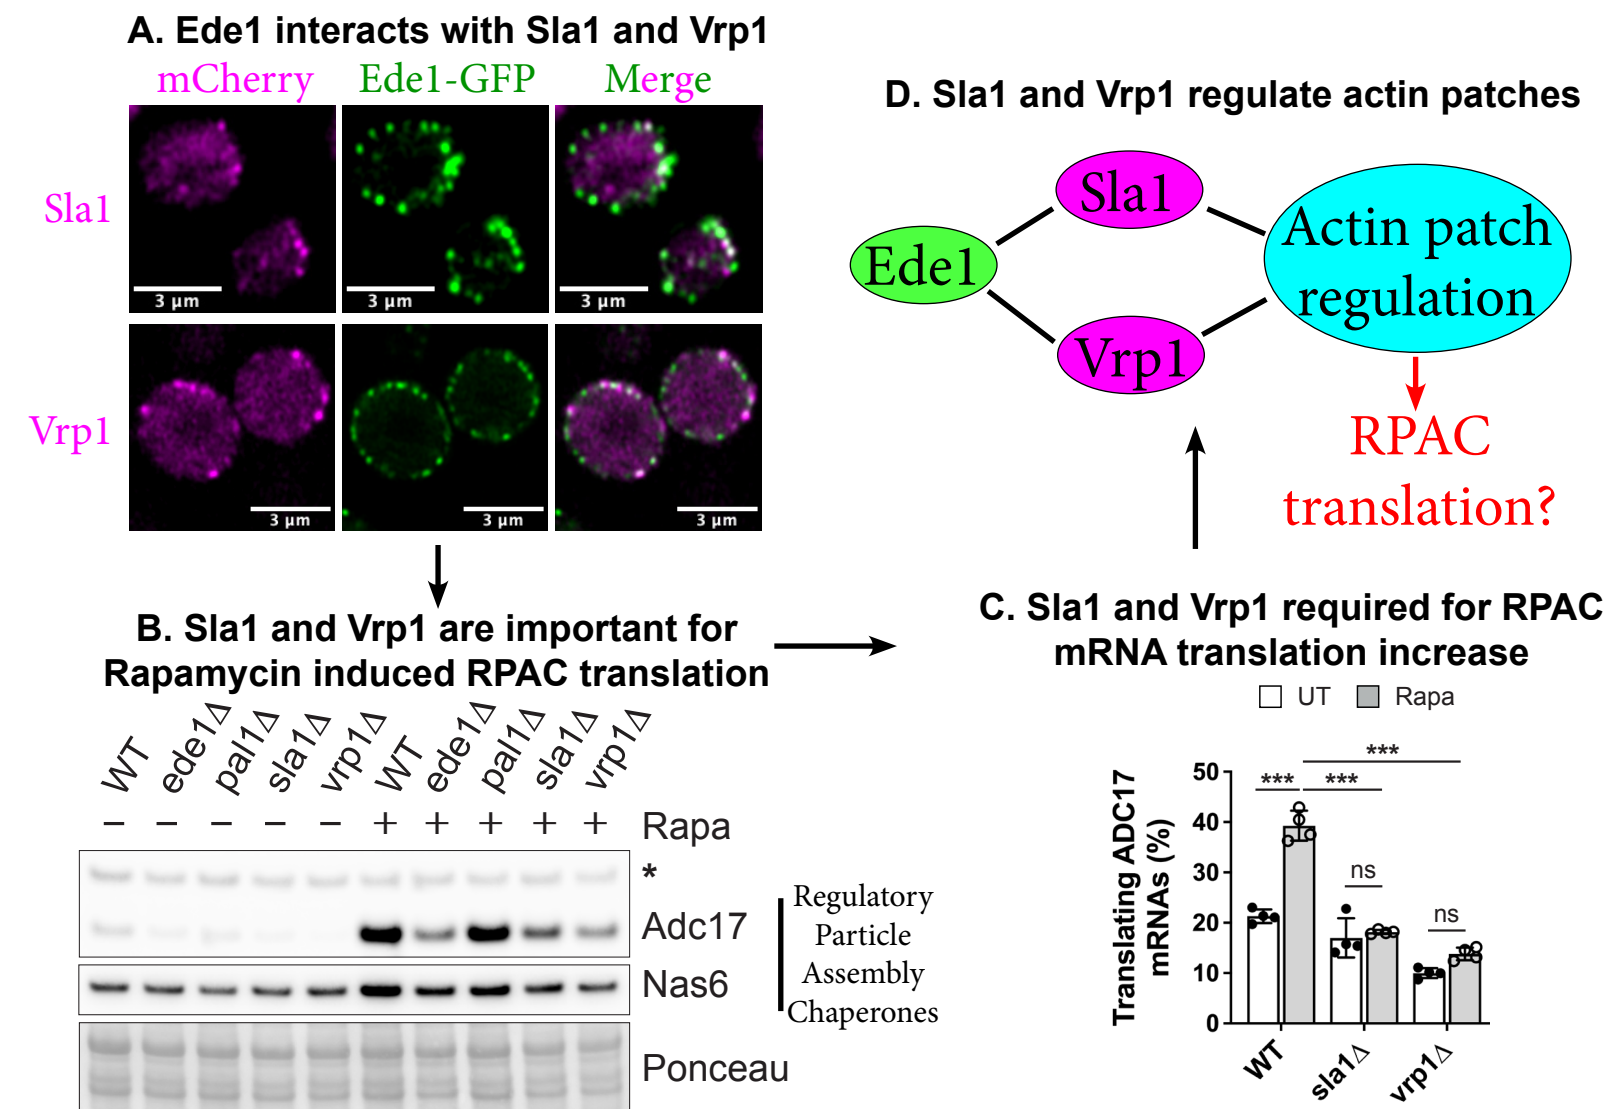 A. Ede1 interacts with Sla1 and Vrp1
mCherry Ede1-GFP Merge
Sla1
3 μm 3 μm 3 μm
Vrp1
3 μm 3 μm 3 μm
B. Sla1 and Vrp1 are important for
Rapamycin induced RPAC translation
WT ede1Δ pal1Δ sla1Δ vrp1Δ WT ede1Δ pal1Δ sla1Δ vrp1Δ
− − − − − + + + + + Rapa
*
Adc17
Nas6
Ponceau
Regulatory
Particle
Assembly
Chaperones
C. Sla1 and Vrp1 required for RPAC
mRNA translation increase
UT Rapa
Translating ADC17
mRNAs (%)
50
40
30
20
10
0
***
*** ***
ns
ns
WT sla1Δ vrp1Δ
D. Sla1 and Vrp1 regulate actin patches
Sla1
Ede1
Vrp1
Actin patch
regulation
RPAC
translation?